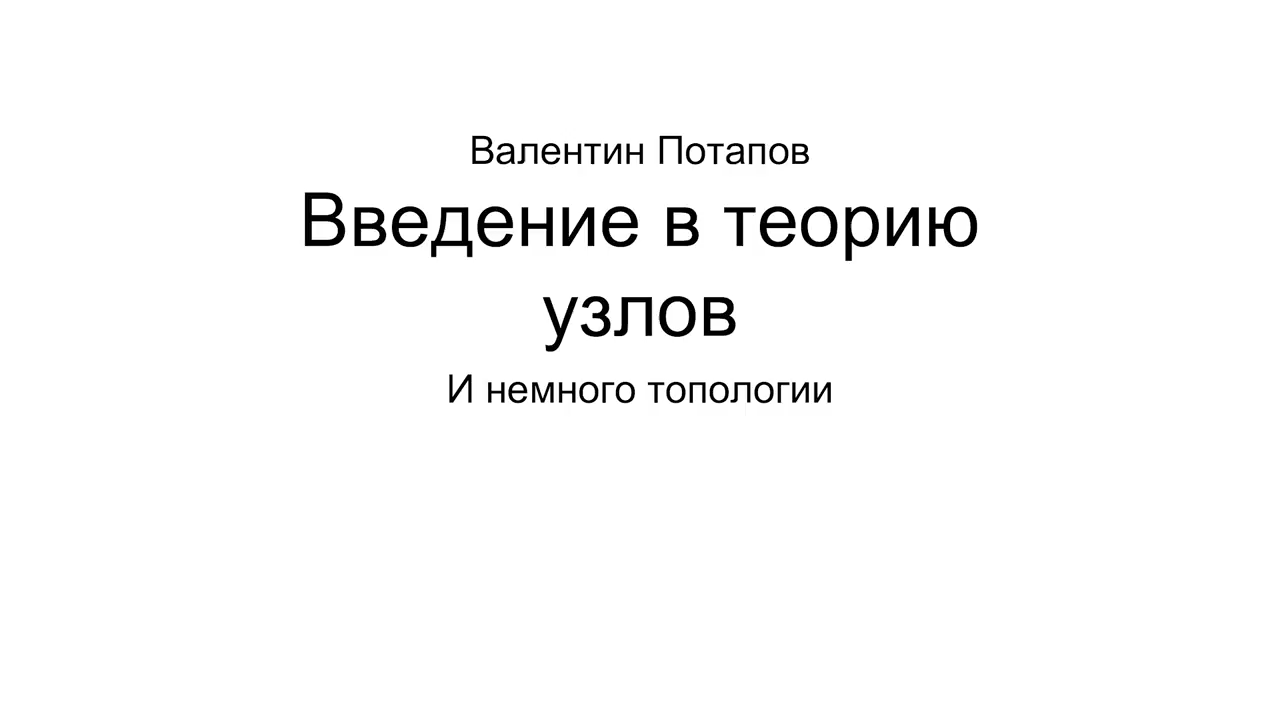 Валентин Потапов
Введение в теорию
узлов
И немного топологии